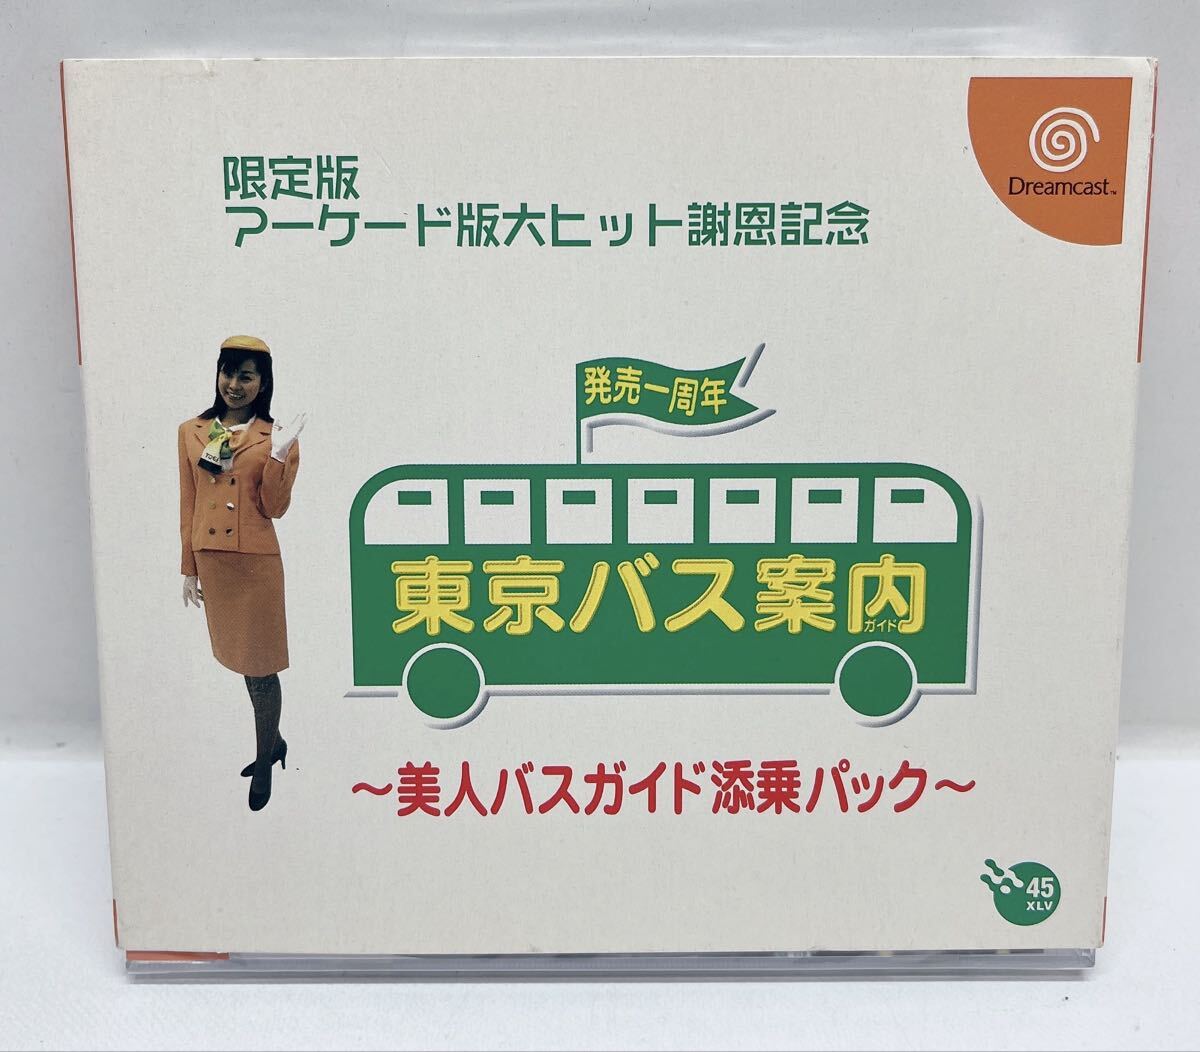 限定版
アーケード版大ヒット謝恩記念
Dreamcast™
発売一周年
東京バス案内
ガイド
～美人バスガイド添乗パック～
45
XLV